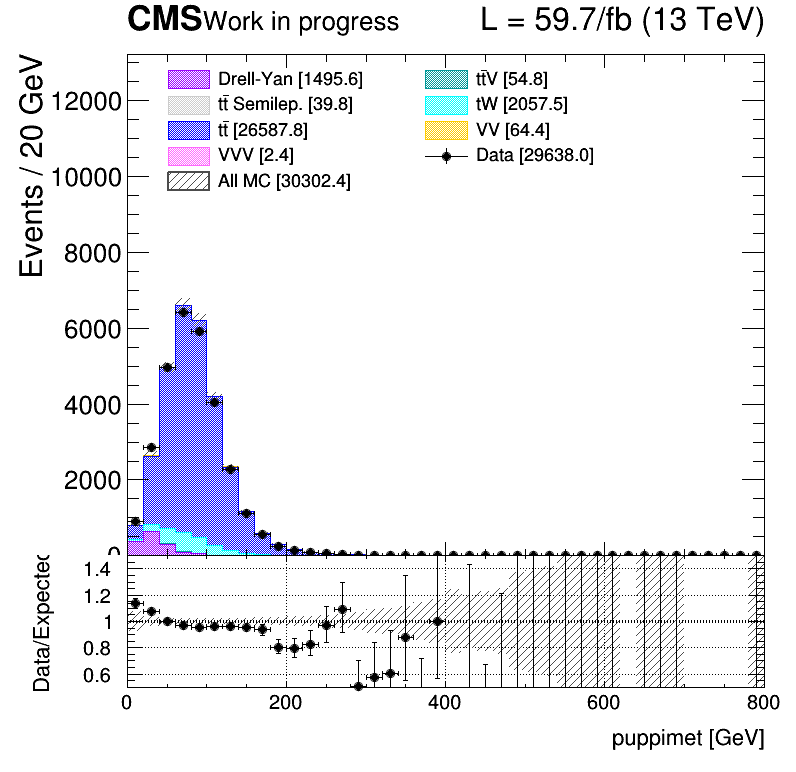 CMS Work in progress L = 59.7/fb (13 TeV)
Events / 20 GeV
Drell-Yan [1495.6]
tt̄ Semilep. [39.8]
tt̄ [26587.8]
VVV [2.4]
All MC [30302.4]
tt̄V [54.8]
tW [2057.5]
VV [64.4]
Data [29638.0]
12000
10000
8000
6000
4000
2000
0
Data/Expected
1.4
1.2
1
0.8
0.6
0 200 400 600 800
puppimet [GeV]